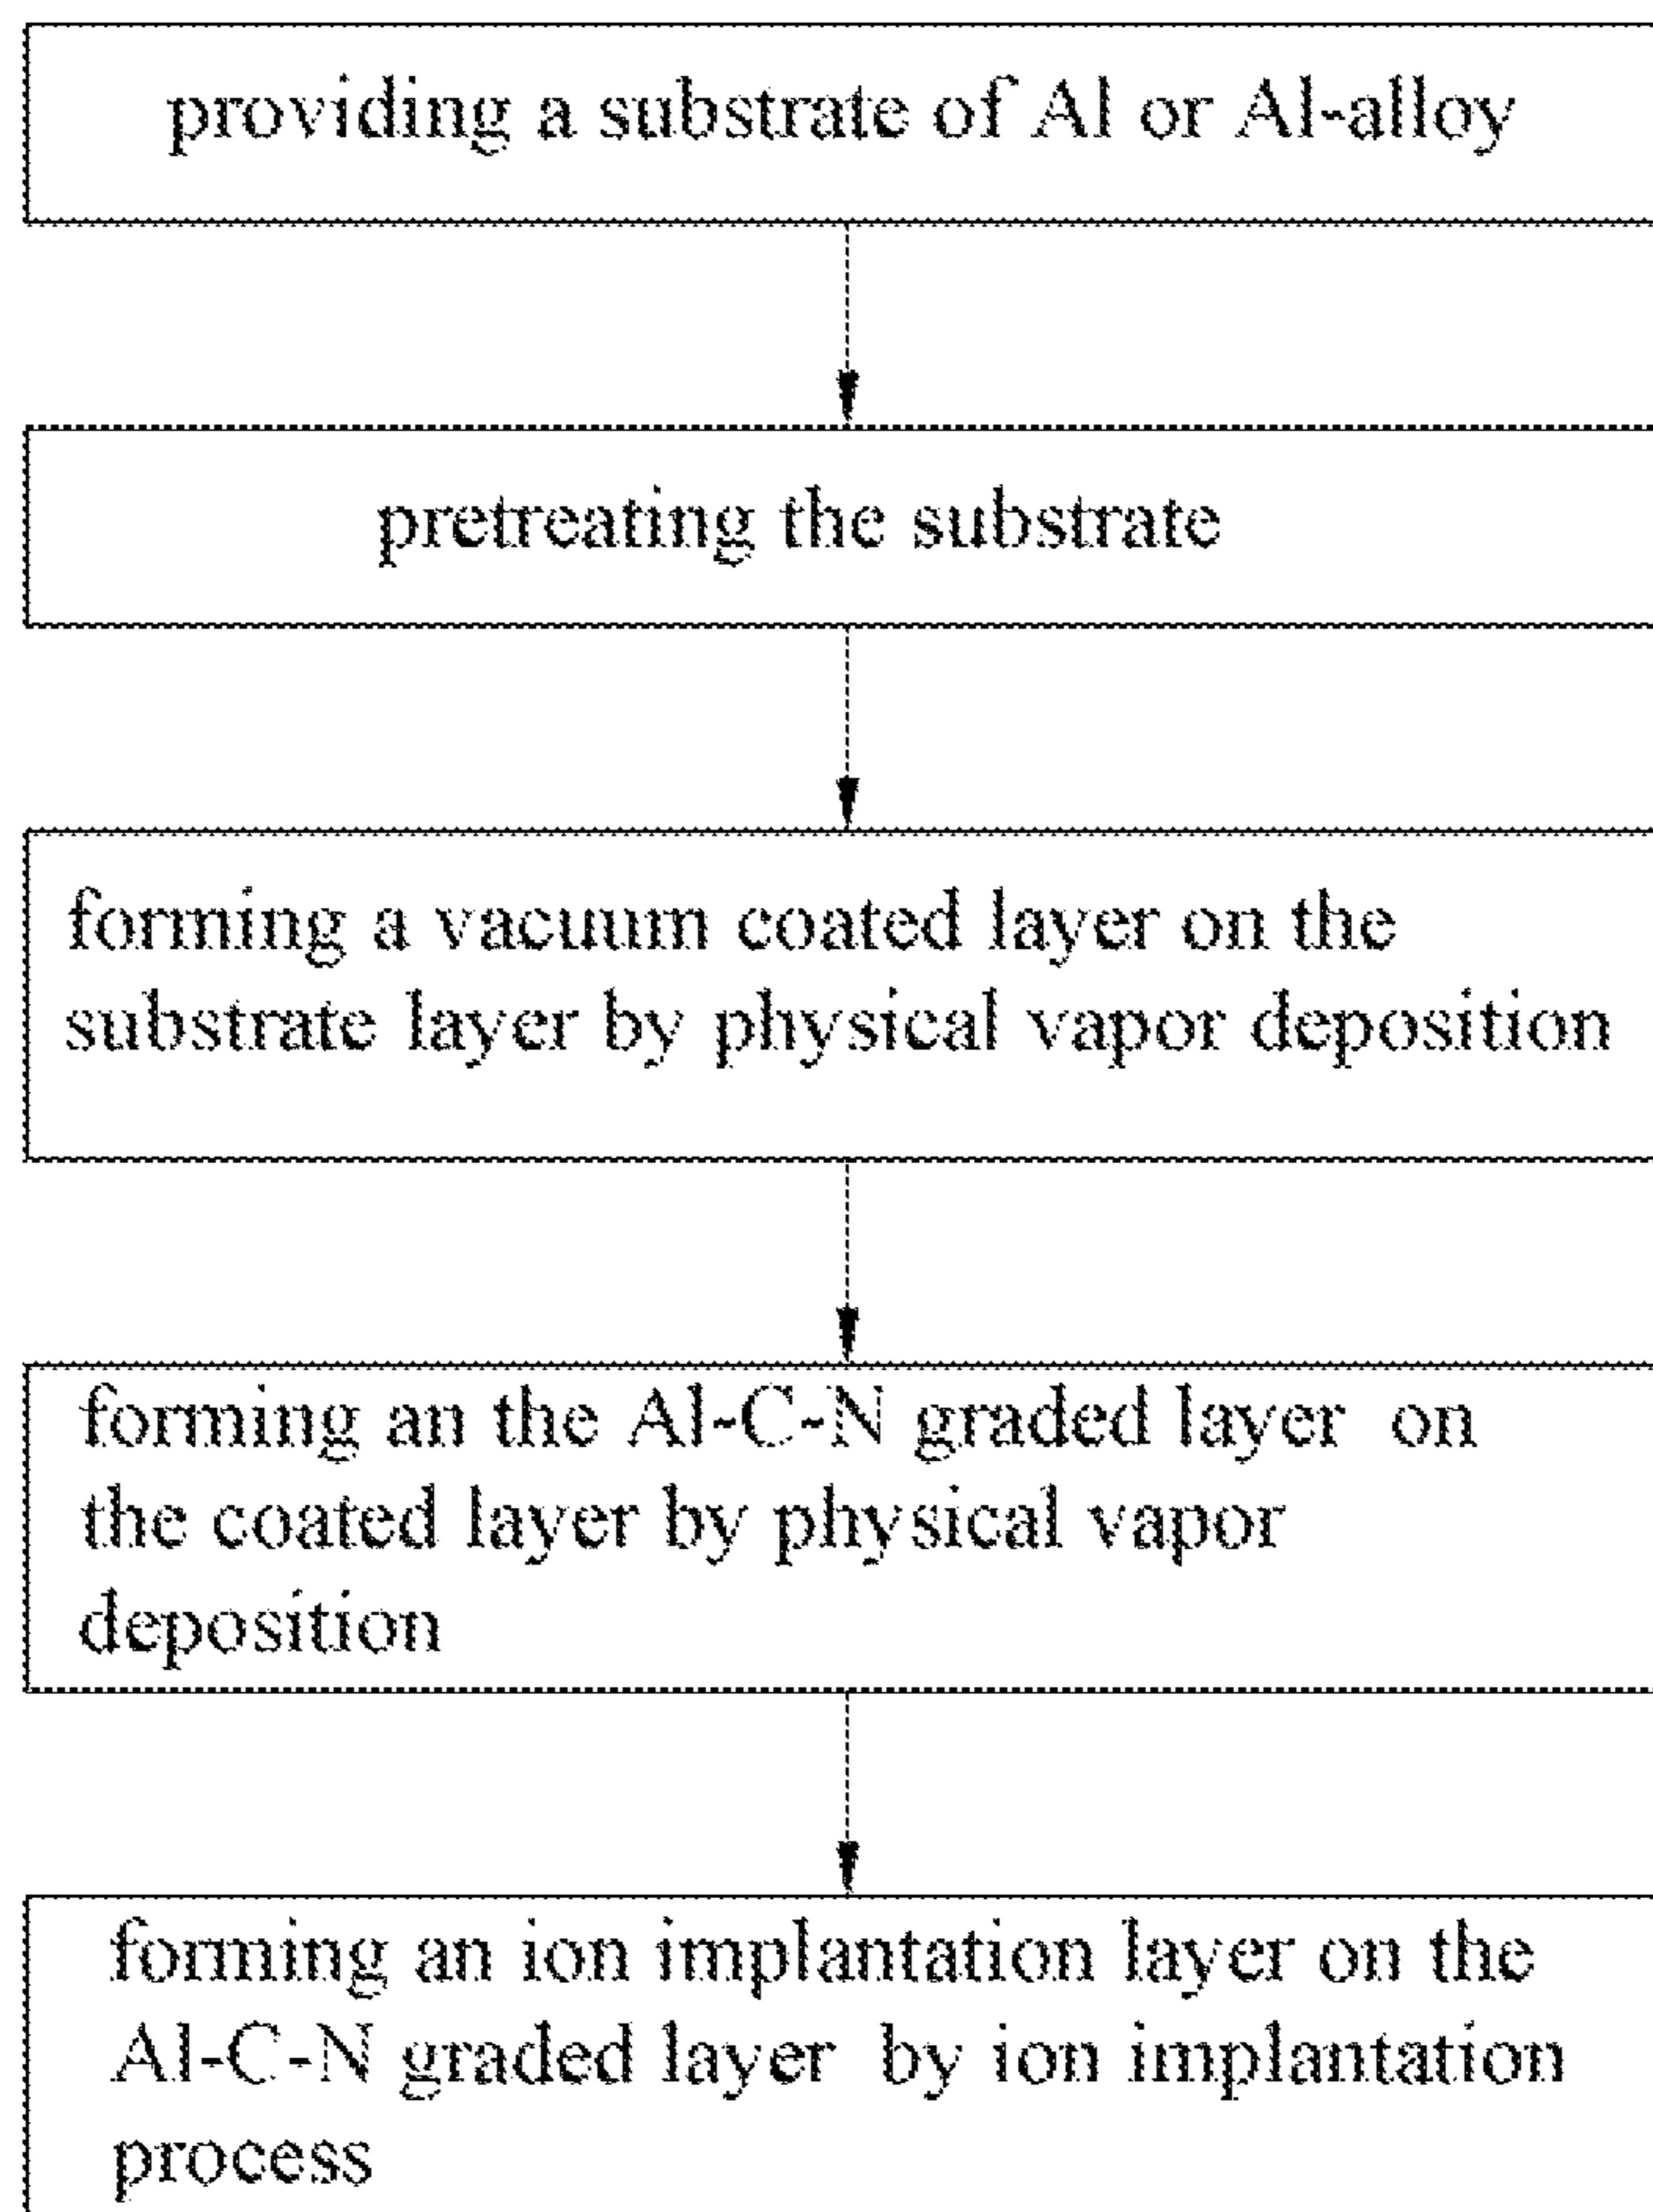 providing a substrate of Al or Al-alloy
pretreating the substrate
forming a vacuum coated layer on the
substrate layer by physical vapor deposition
forming an the Al-C-N graded layer on
the coated layer by physical vapor
deposition
forming an ion implantation layer on the
Al-C-N graded layer by ion implantation
process